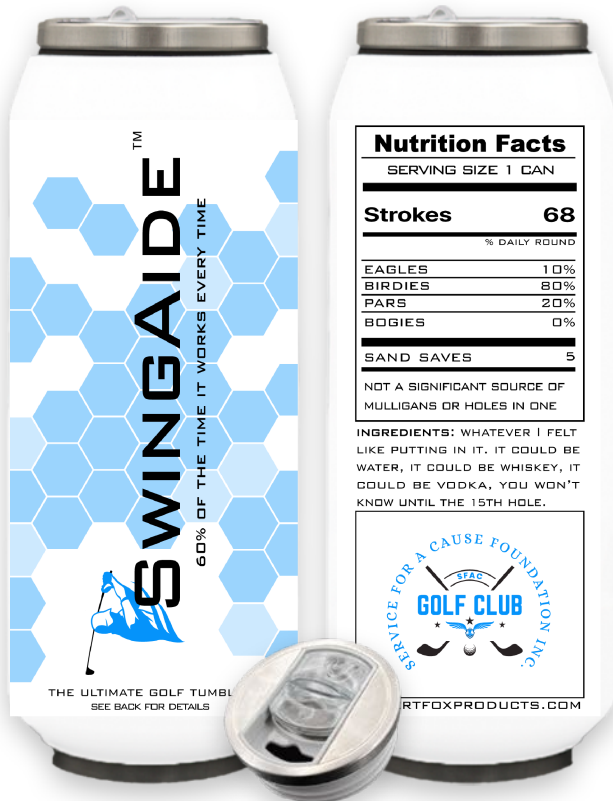 SWINGAIDE™
60% OF THE TIME IT WORKS EVERY TIME
THE ULTIMATE GOLF TUMBL
SEE BACK FOR DETAILS
Nutrition Facts
SERVING SIZE 1 CAN
Strokes 68
% DAILY ROUND
EAGLES 10%
BIRDIES 80%
PARS 20%
BOGIES 0%
SAND SAVES 5
NOT A SIGNIFICANT SOURCE OF
MULLIGANS OR HOLES IN ONE
INGREDIENTS: WHATEVER I FELT
LIKE PUTTING IN IT. IT COULD BE
WATER, IT COULD BE WHISKEY, IT
COULD BE VODKA, YOU WON'T
KNOW UNTIL THE 15TH HOLE.
SERVICE FOR A CAUSE FOUNDATION INC.
SFAC
GOLF CLUB
RTFOXPRODUCTS.COM